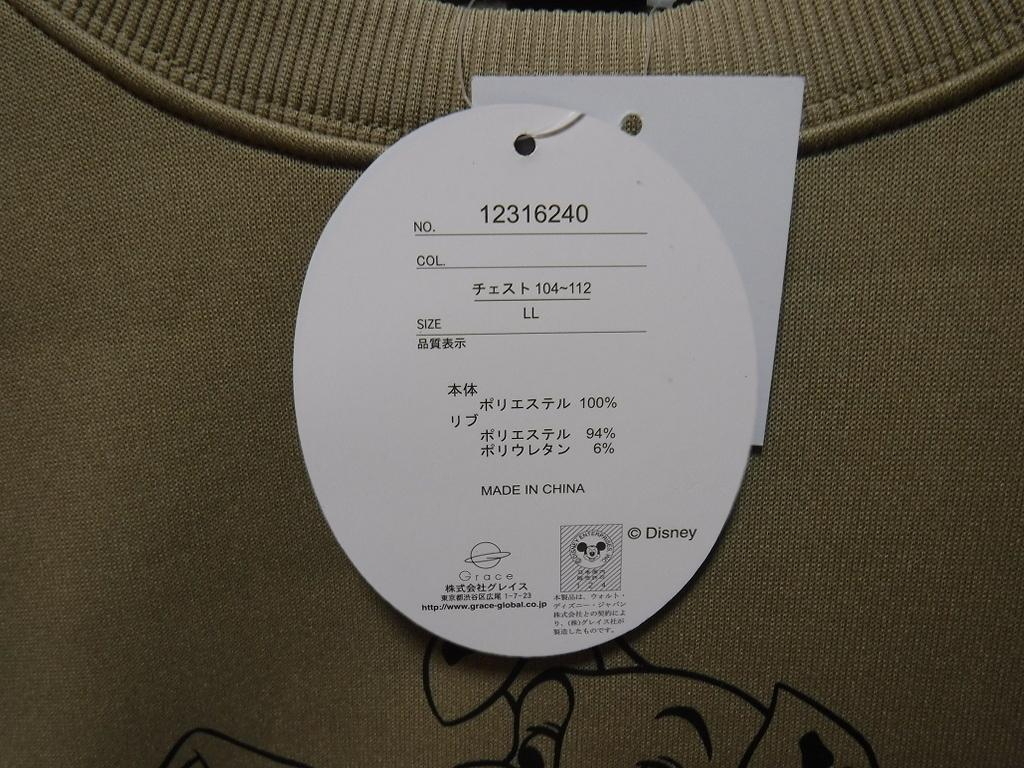 NO. 12316240
COL.
チェスト 104~112
LL
SIZE
品質表示
本体
ポリエステル 100%
リブ
ポリエステル 94%
ポリウレタン 6%
MADE IN CHINA
© Disney
DISNEY ENTERPRISES
124
Grace
株式会社グレイス
東京都渋谷区広尾 1-7-23
http://www.grace-global.co.jp
本製品は、ウォルト・
ディズニー・ジャパン
株式会社との契約によ
り、(株)グレイス社が
製造したものです。